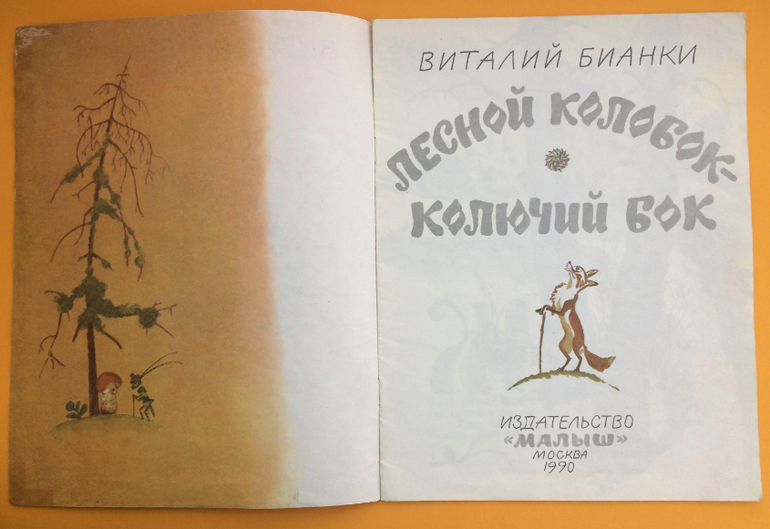 ВИТАЛИЙ БИАНКИ
ЛЕСНОЙ КОЛОБОК-
КОЛЮЧИЙ БОК
ИЗДАТЕЛЬСТВО
«МАЛЫШ»
МОСКВА
1990